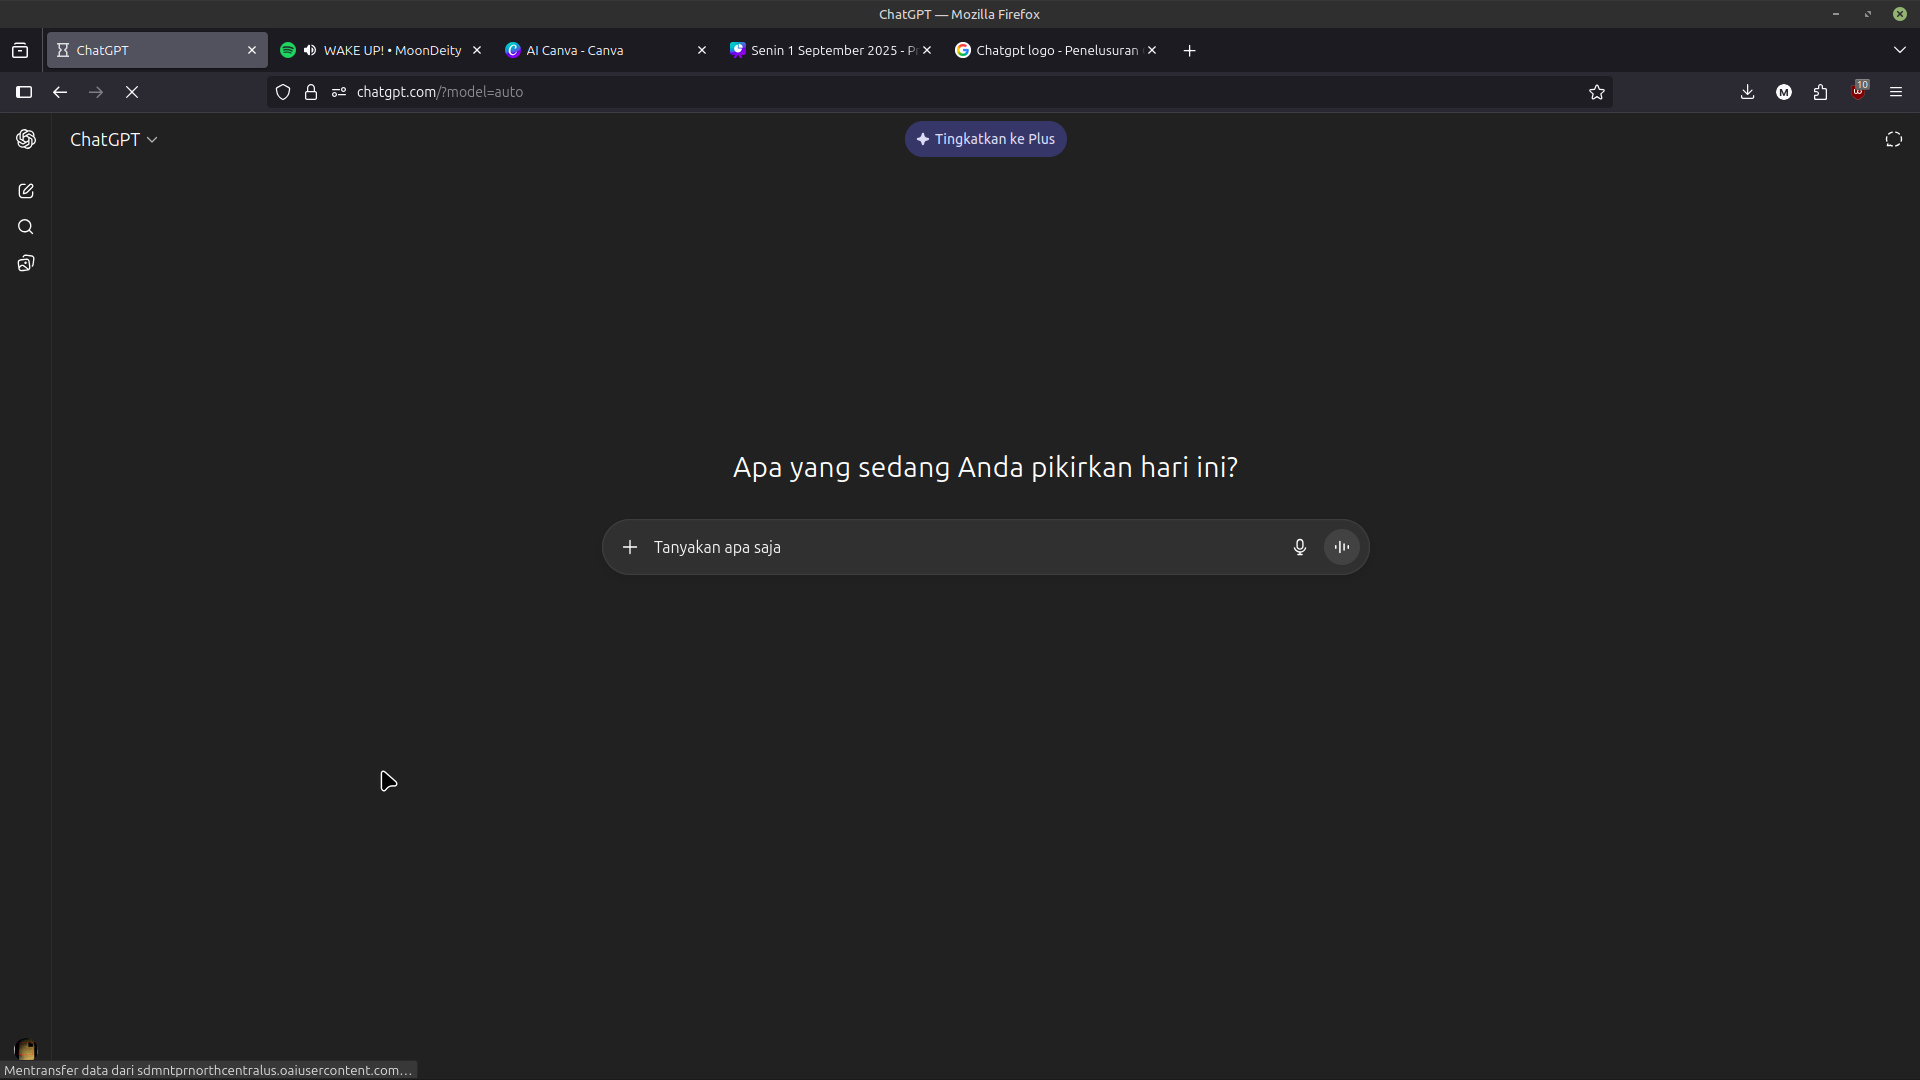 ChatGPT — Mozilla Firefox
ChatGPT
WAKE UP! • MoonDeity
AI Canva - Canva
Senin 1 September 2025 - Pr
Chatgpt logo - Penelusuran
chatgpt.com/?model=auto
M
10
ChatGPT
Tingkatkan ke Plus
Apa yang sedang Anda pikirkan hari ini?
Tanyakan apa saja
Mentransfer data dari sdmntprnorthcentralus.oaiusercontent.com…